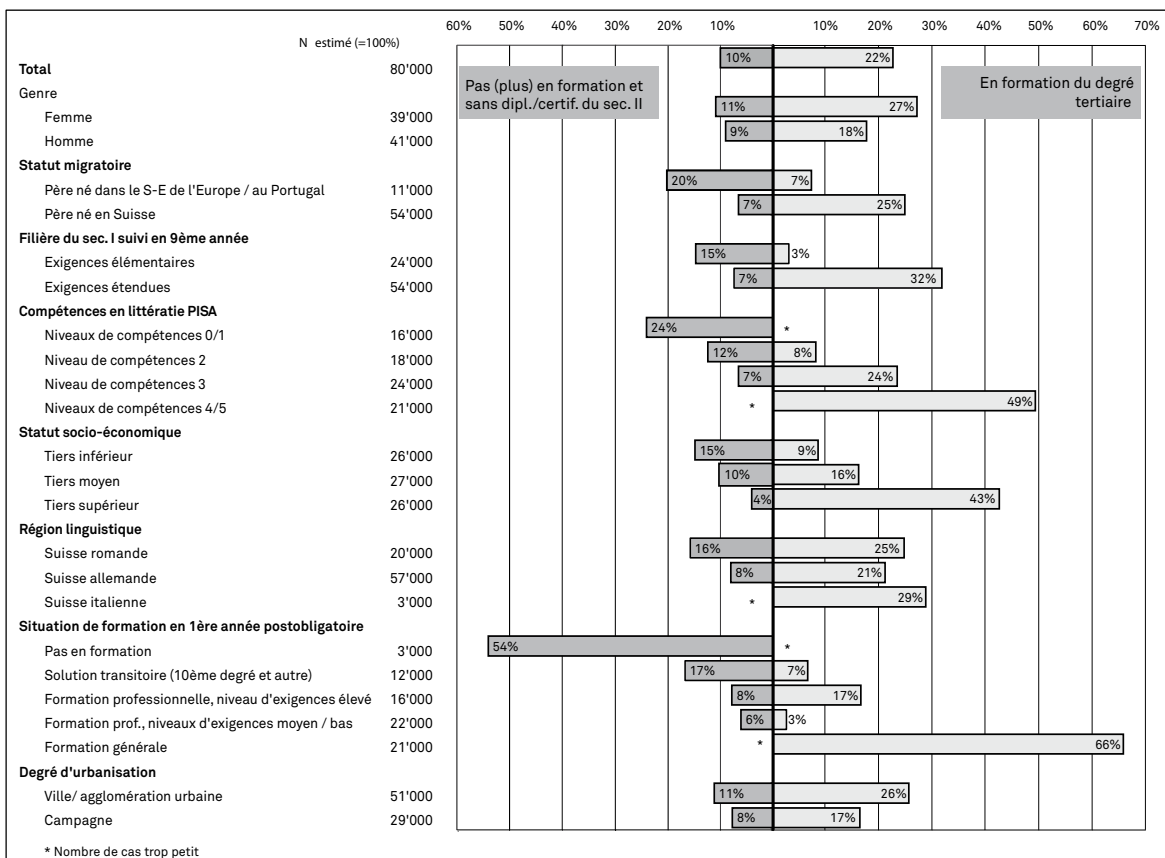 60% 50% 40% 30% 20% 10% 10% 20% 30% 40% 50% 60% 70%
N estimé (=100%)
Total 80'000 10% 22%
Pas (plus) en formation et
sans dipl./certif. du sec. II
En formation du degré
tertiaire
Genre
Femme 39'000 11% 27%
Homme 41'000 9% 18%
Statut migratoire
Père né dans le S-E de l'Europe / au Portugal 11'000 20% 7%
Père né en Suisse 54'000 7% 25%
Filière du sec. I suivi en 9ème année
Exigences élémentaires 24'000 15% 3%
Exigences étendues 54'000 7% 32%
Compétences en littératie PISA
Niveaux de compétences 0/1 16'000 24% *
Niveau de compétences 2 18'000 12% 8%
Niveau de compétences 3 24'000 7% 24%
Niveaux de compétences 4/5 21'000 * 49%
Statut socio-économique
Tiers inférieur 26'000 15% 9%
Tiers moyen 27'000 10% 16%
Tiers supérieur 26'000 4% 43%
Région linguistique
Suisse romande 20'000 16% 25%
Suisse allemande 57'000 8% 21%
Suisse italienne 3'000 * 29%
Situation de formation en 1ère année postobligatoire
Pas en formation 3'000 54% *
Solution transitoire (10ème degré et autre) 12'000 17% 7%
Formation professionnelle, niveau d'exigences élevé 16'000 8% 17%
Formation prof., niveaux d'exigences moyen / bas 22'000 6% 3%
Formation générale 21'000 * 66%
Degré d'urbanisation
Ville/ agglomération urbaine 51'000 11% 26%
Campagne 29'000 8% 17%
* Nombre de cas trop petit